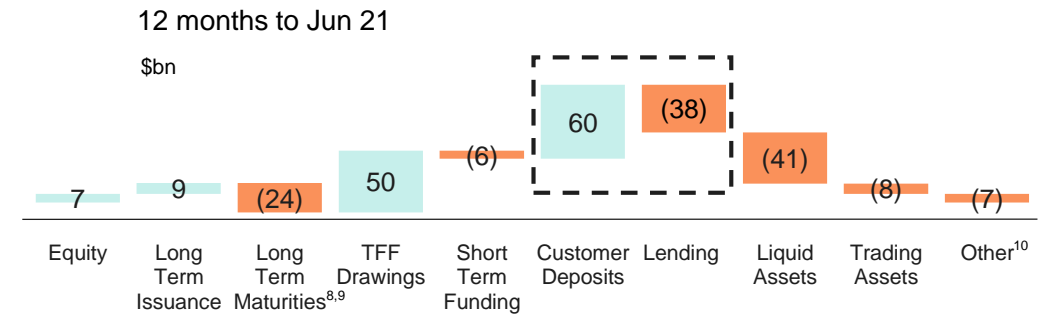 12 months to Jun 21
$bn
7
9
(24)
50
(6)
60
(38)
(41)
(8)
(7)
Equity
Long
Term
Issuance
Long
Term
Maturities8,9
TFF
Drawings
Short
Term
Funding
Customer
Deposits
Lending
Liquid
Assets
Trading
Assets
Other10